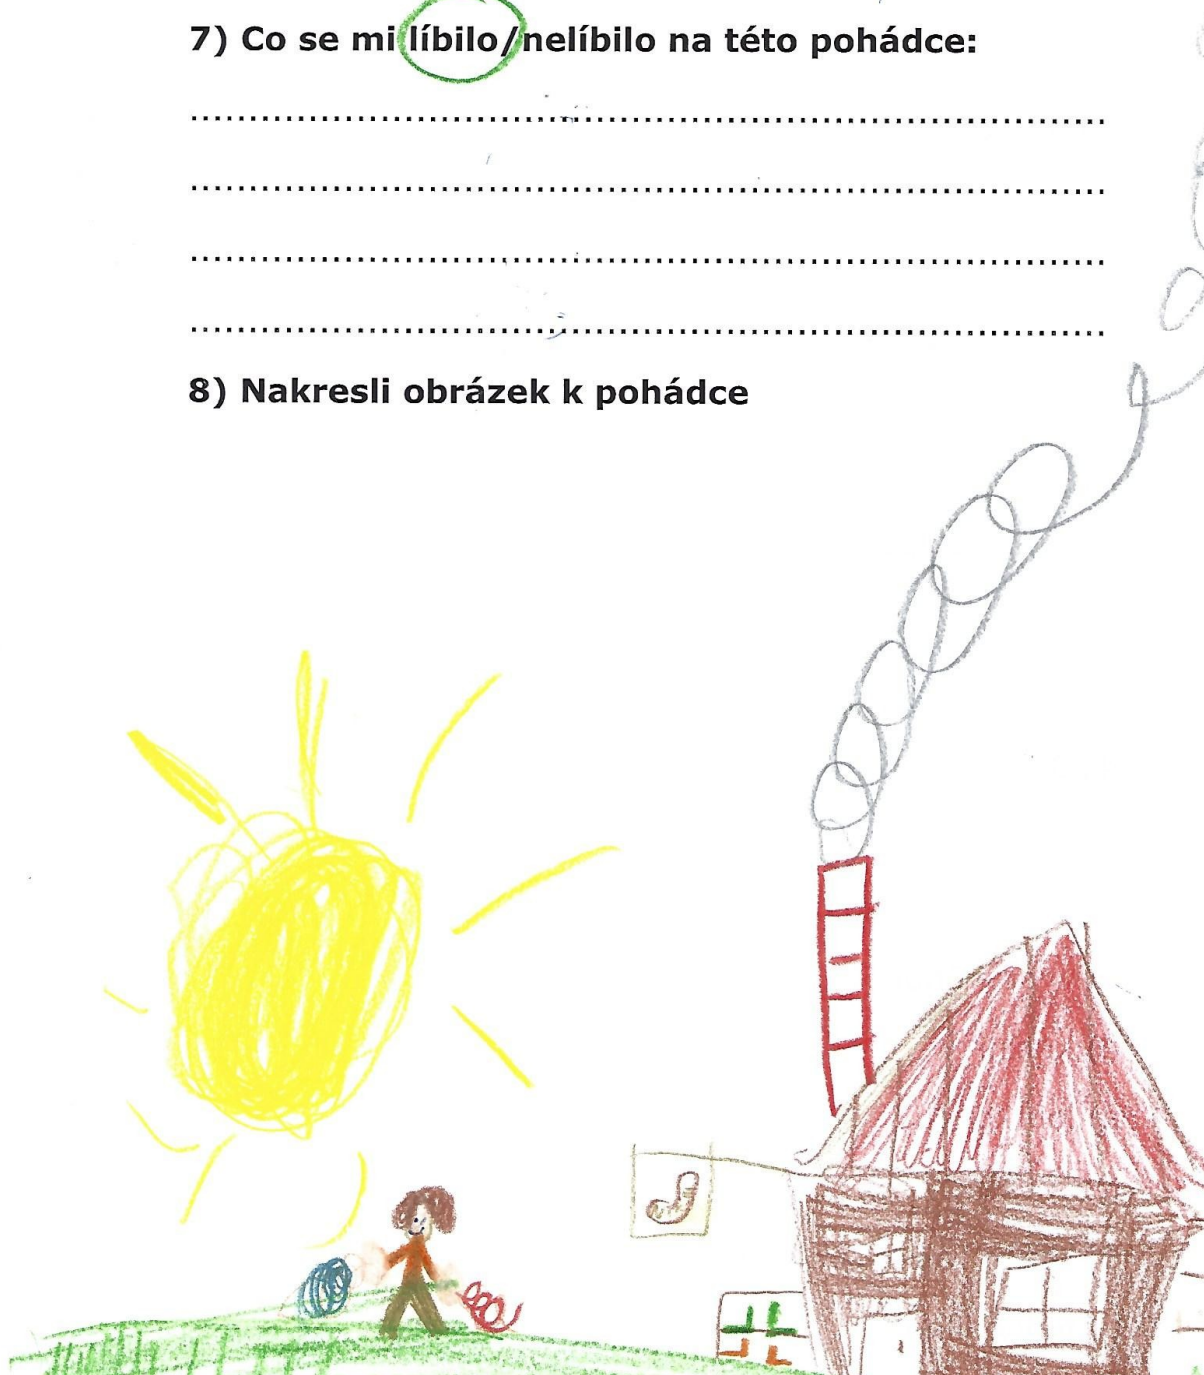 7) Co se mi líbilo/nelíbilo na této pohádce:
8) Nakresli obrázek k pohádce